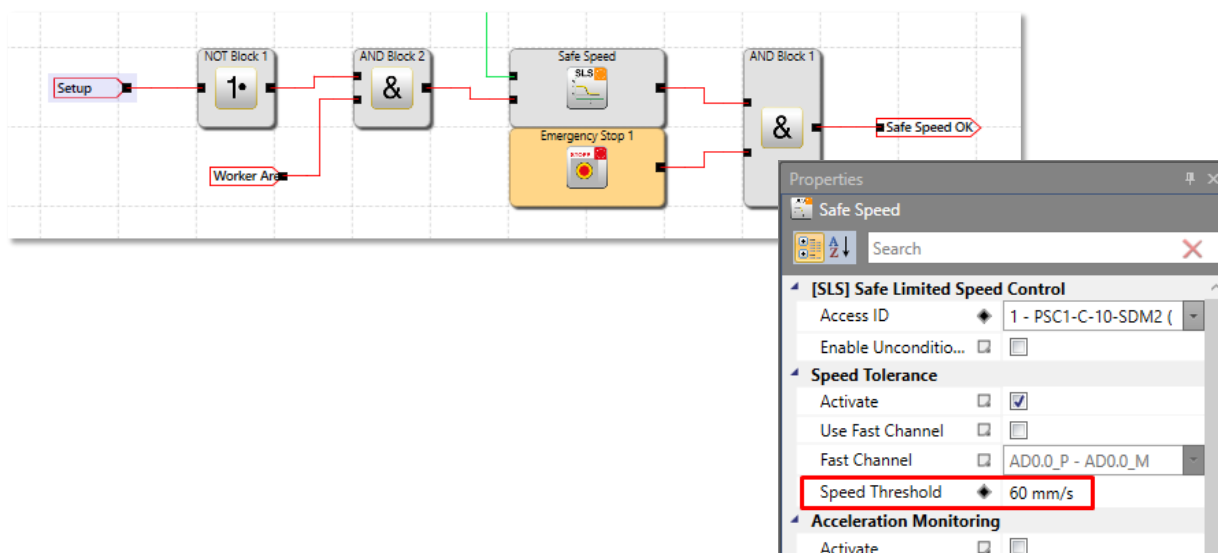 NOT Block 1
AND Block 2
Safe Speed
AND Block 1
SLS
Setup
1•
&
Emergency Stop 1
&
Safe Speed OK
Worker Are
Properties
Safe Speed
A
Z
Search
[SLS] Safe Limited Speed Control
Access ID 1 - PSC1-C-10-SDM2 (
Enable Unconditio...
Speed Tolerance
Activate
Use Fast Channel
Fast Channel AD0.0_P - AD0.0_M
Speed Threshold 60 mm/s
Acceleration Monitoring
Activate